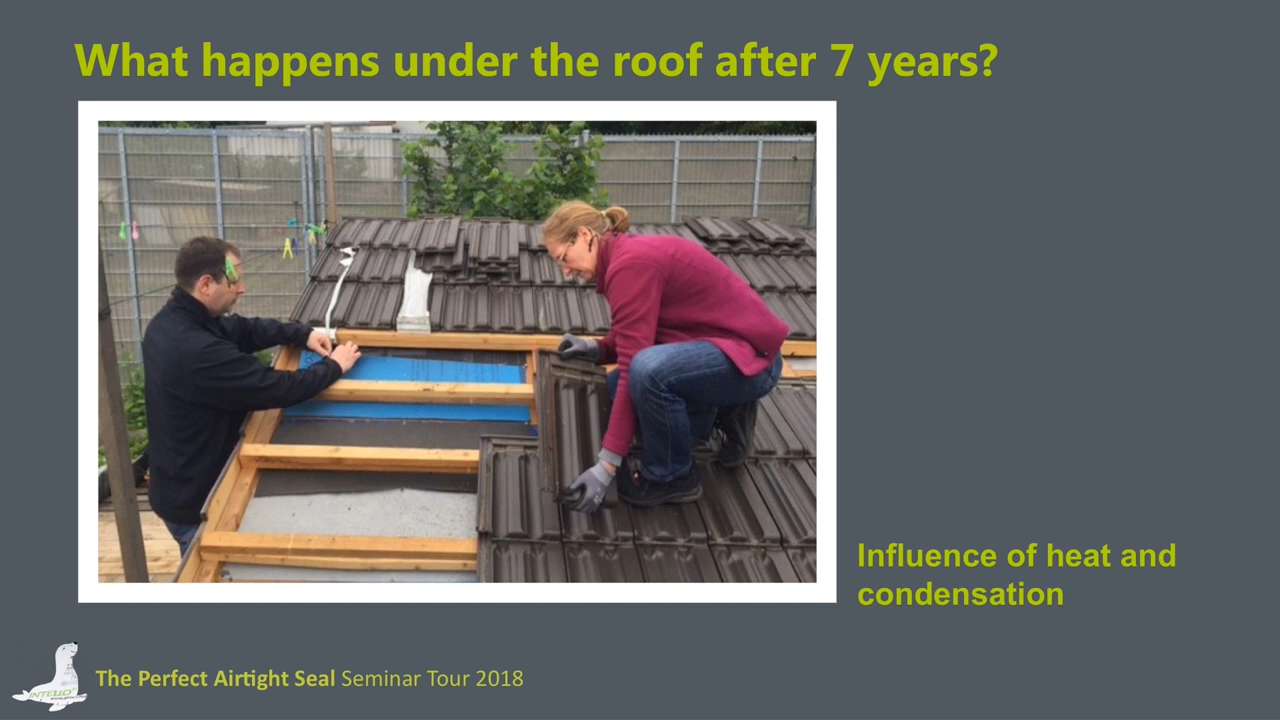 What happens under the roof after 7 years?
Influence of heat and
condensation
INTELLO
The Perfect Airtight Seal Seminar Tour 2018